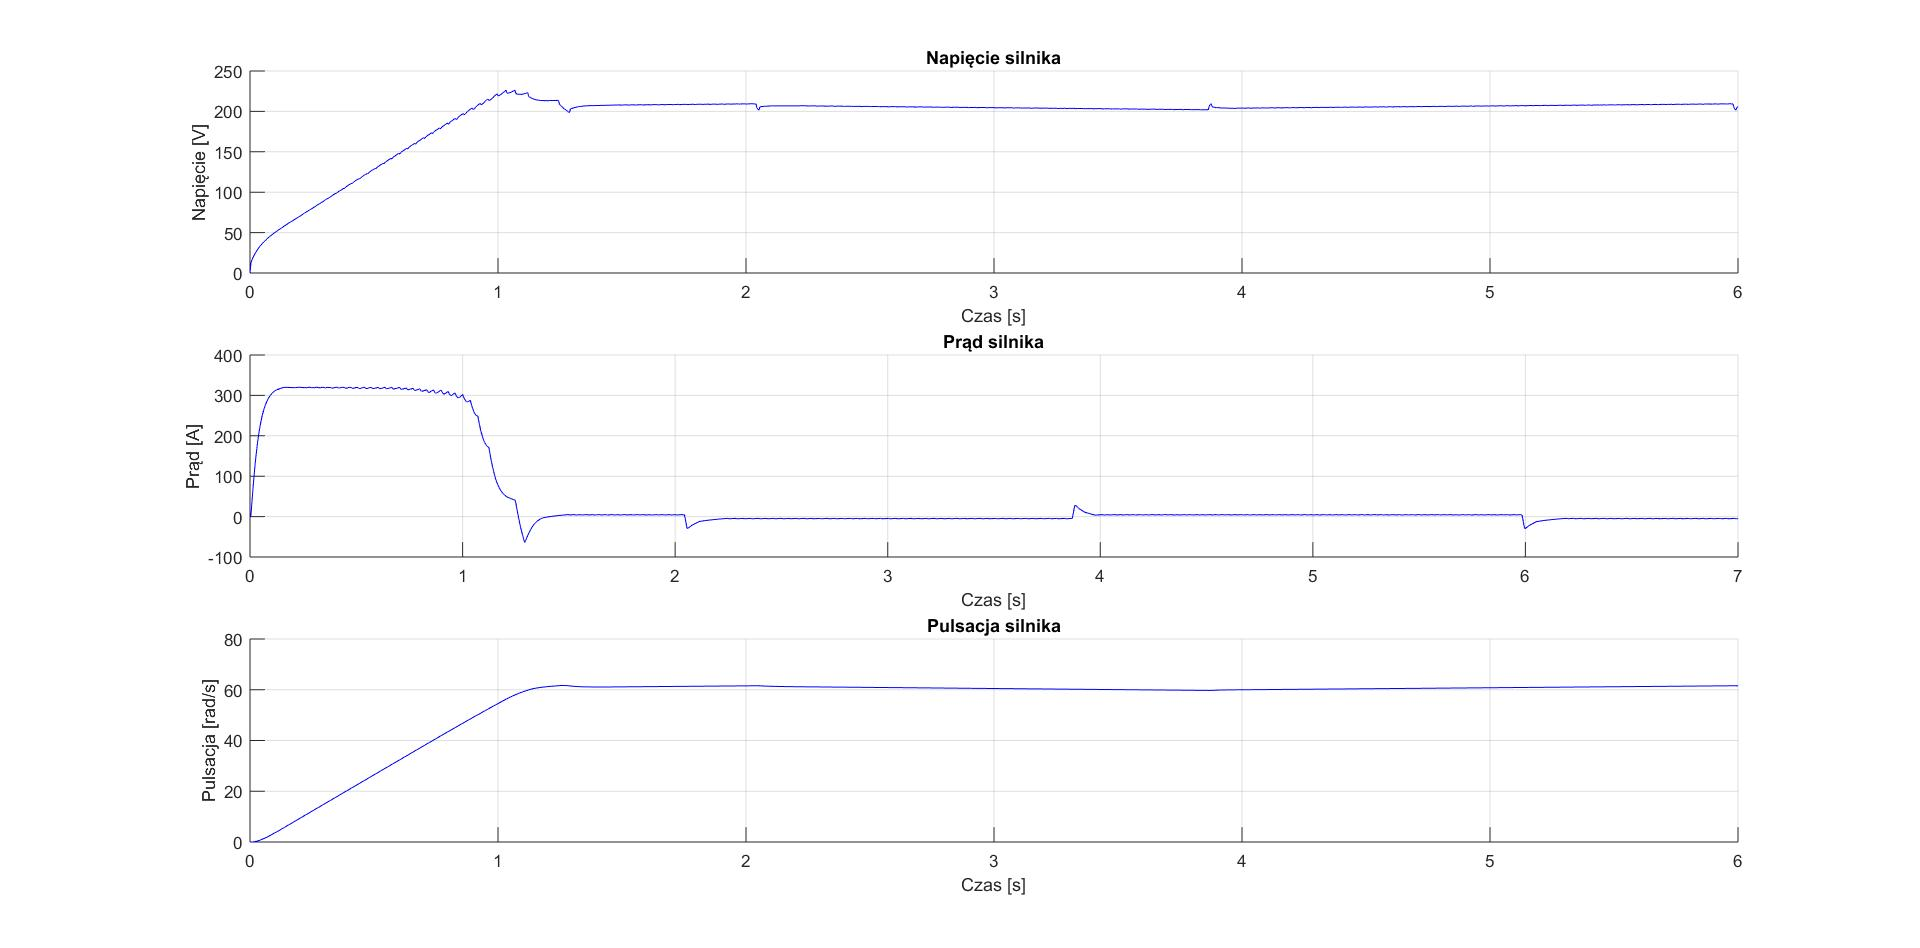 Napięcie silnika
250
200
150
100
50
0
Napięcie [V]
0 1 2 3 4 5 6
Czas [s]
Prąd silnika
400
300
200
100
0
-100
Prąd [A]
0 1 2 3 4 5 6 7
Czas [s]
Pulsacja silnika
80
60
40
20
0
Pulsacja [rad/s]
0 1 2 3 4 5 6
Czas [s]